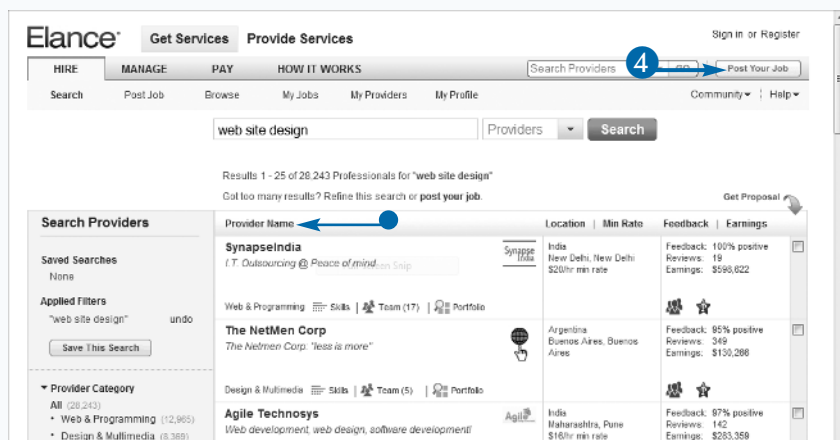 Elance Get Services Provide Services Sign in or Register
HIRE MANAGE PAY HOW IT WORKS Search Providers 4 Post Your Job
Search Post Job Browse My Jobs My Providers My Profile Community Help
web site design Providers Search
Results 1 - 25 of 28,243 Professionals for "web site design"
Got too many results? Refine this search or post your job.
Get Proposal
Search Providers Provider Name Location | Min Rate Feedback | Earnings
Saved Searches
None
Applied Filters
"web site design" undo
Save This Search
Provider Category
All (28,243)
• Web & Programming (12,965)
• Design & Multimedia (8,369)
SynapseIndia
I.T. Outsourcing @ Peace of mind
Synapse
India
India
New Delhi, New Delhi
$20/hr min rate
Feedback: 100% positive
Reviews: 19
Earnings: $598,622
Web & Programming Skills | Team (17) | Portfolio
The NetMen Corp
The Netmen Corp. "less is more"
Argentina
Buenos Aires, Buenos
Aires
Feedback: 95% positive
Reviews: 349
Earnings: $130,266
Design & Multimedia Skills | Team (5) | Portfolio
Agile Technosys
Web development, web design, software development!
Agile
India
Maharashtra, Pune
$16/hr min rate
Feedback: 97% positive
Reviews: 142
Earnings: $283,359